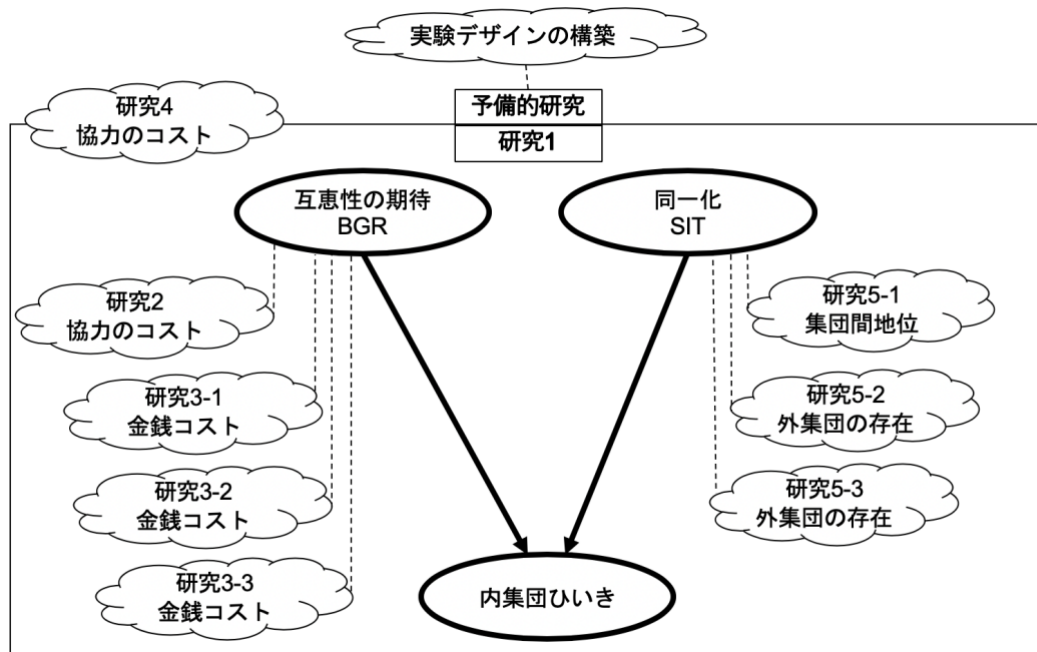 実験デザインの構築
予備的研究
研究1
研究4
協力のコスト
互恵性の期待
BGR
同一化
SIT
研究2
協力のコスト
研究3-1
金銭コスト
研究3-2
金銭コスト
研究3-3
金銭コスト
研究5-1
集団間地位
研究5-2
外集団の存在
研究5-3
外集団の存在
内集団ひいき